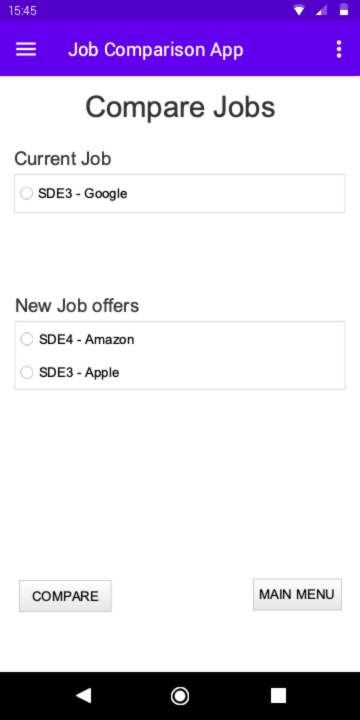 15:45
Job Comparison App
Compare Jobs
Current Job
SDE3 - Google
New Job offers
SDE4 - Amazon
SDE3 - Apple
COMPARE
MAIN MENU